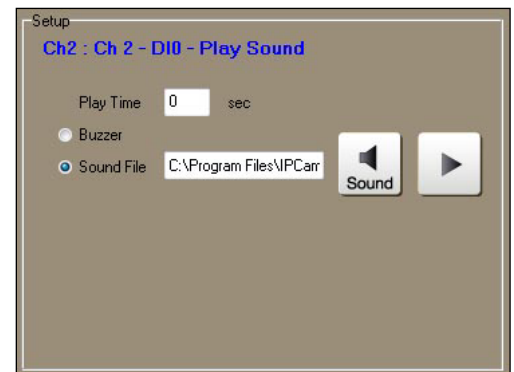 Setup
Ch2 : Ch 2 - DI0 - Play Sound
Play Time 0 sec
Buzzer
Sound File C:\Program Files\IPCam
Sound